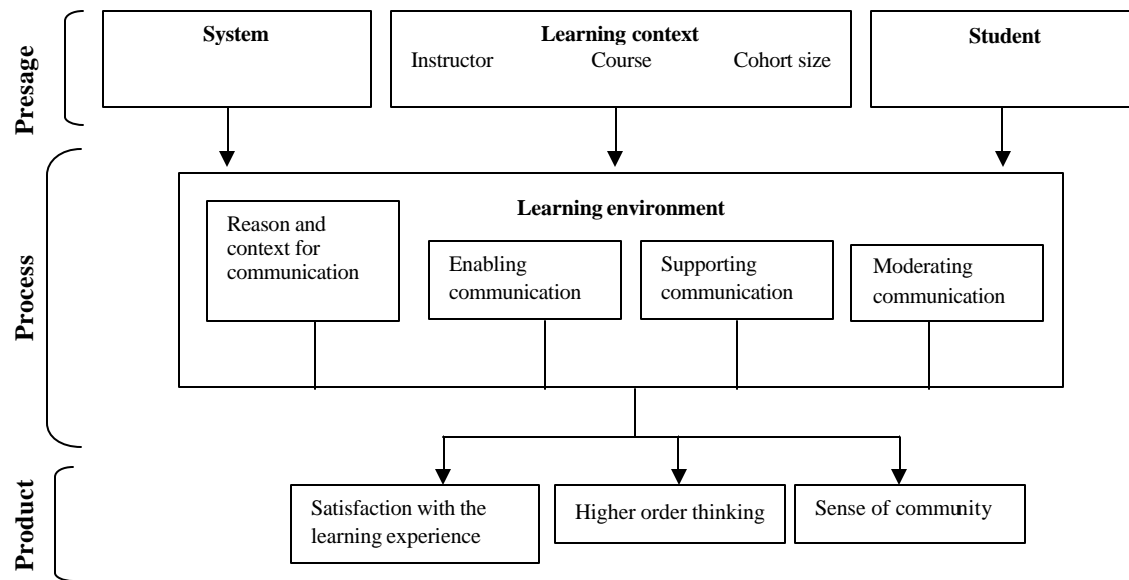 Presage
System
Learning context
Instructor Course Cohort size
Student
Process
Learning environment
Reason and
context for
communication
Enabling
communication
Supporting
communication
Moderating
communication
Product
Satisfaction with the
learning experience
Higher order thinking
Sense of community